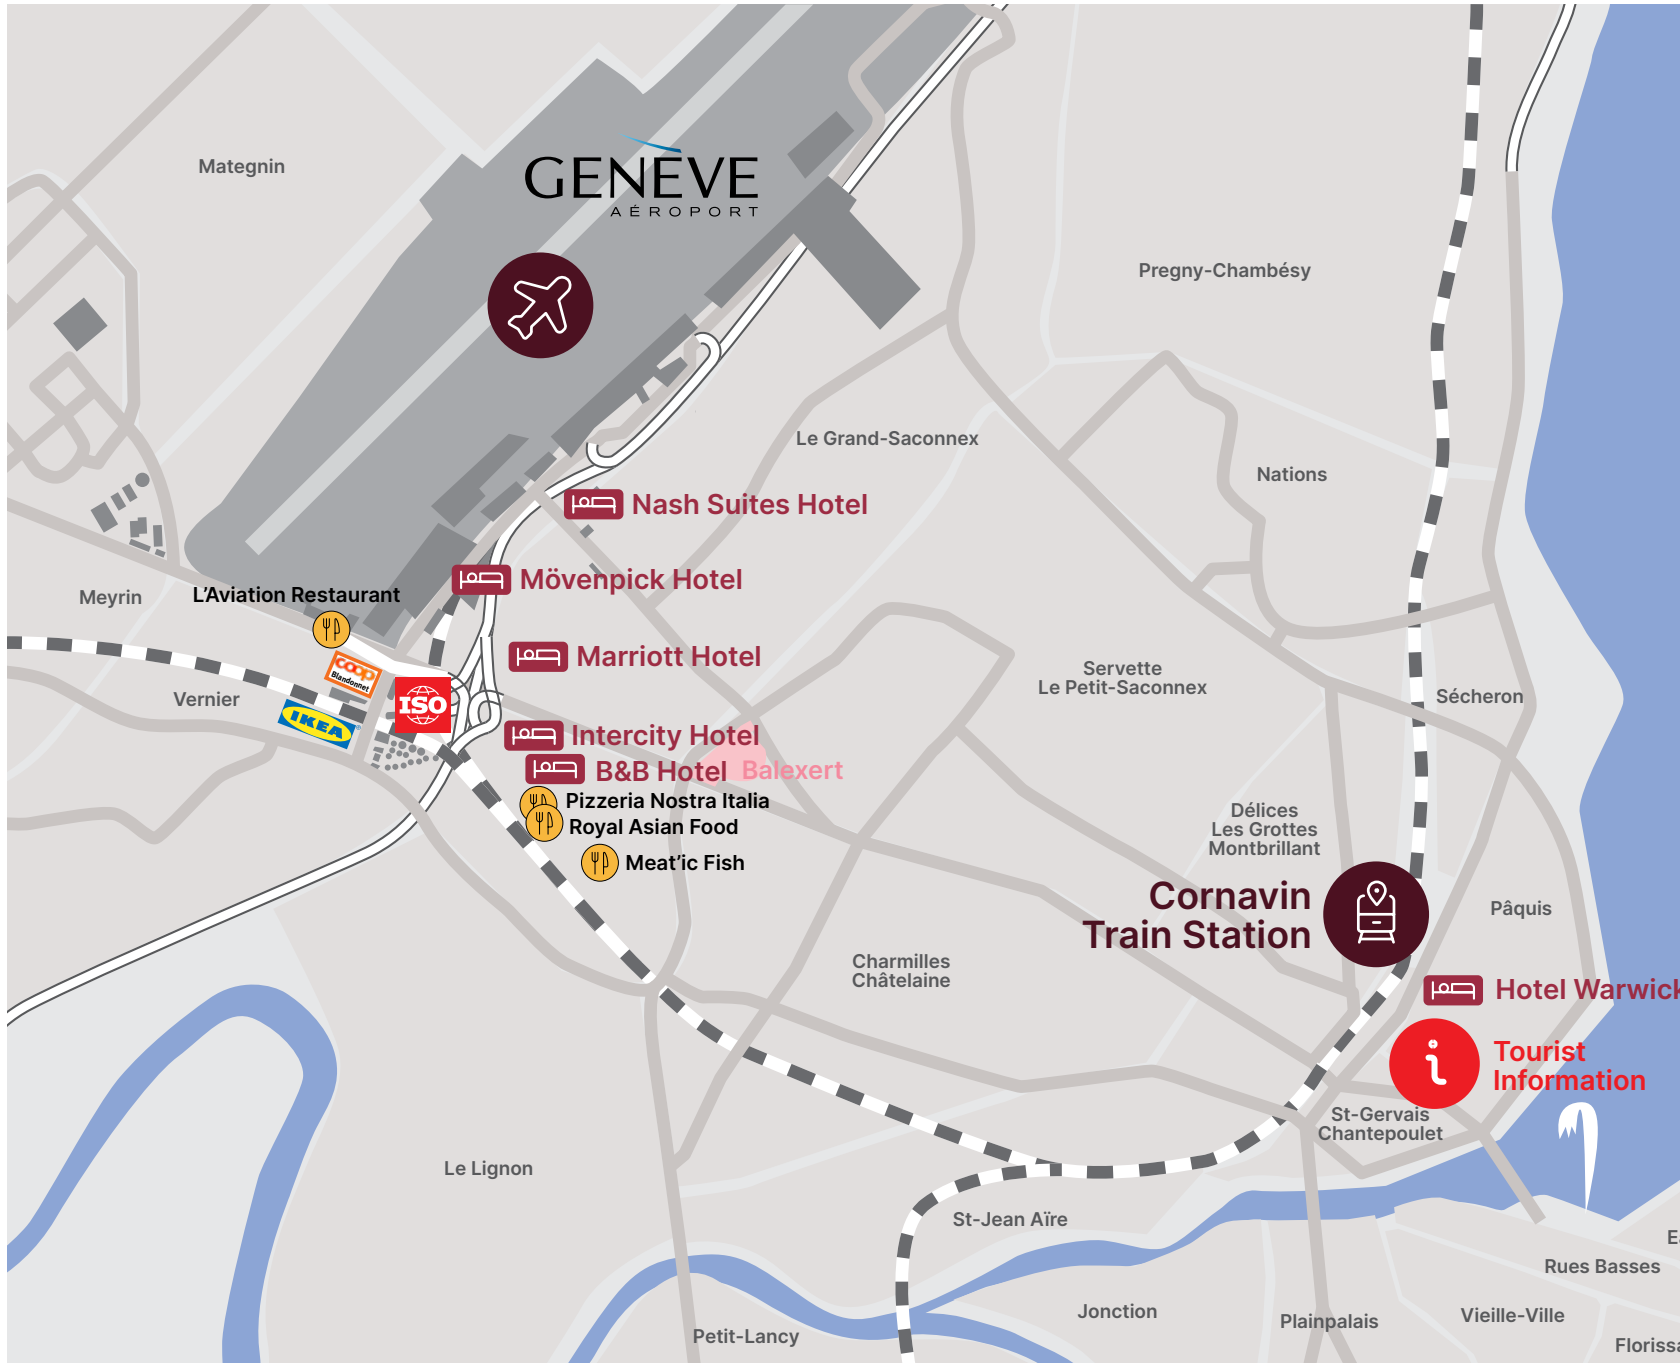 Mategnin
GENÈVE
AÉROPORT
Pregny-Chambésy
Le Grand-Saconnex
Nations
Nash Suites Hotel
Mövenpick Hotel
Meyrin
L'Aviation Restaurant
Marriott Hotel
coop
Blandonnet
Servette
Le Petit-Saconnex
Sécheron
Vernier
ISO
IKEA
Intercity Hotel
B&B Hotel
Balexert
Pizzeria Nostra Italia
Royal Asian Food
Meat'ic Fish
Délices
Les Grottes
Montbrillant
Cornavin
Train Station
Pâquis
Charmilles
Châtelaine
Hotel Warwick
Tourist
Information
St-Gervais
Chantepoulet
Le Lignon
St-Jean Aïre
Rues Basses
Jonction
Plainpalais
Vieille-Ville
Petit-Lancy